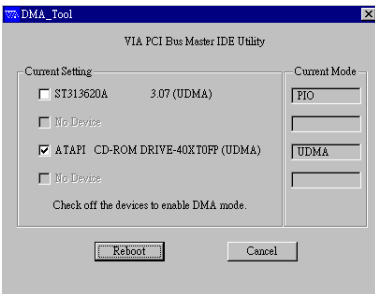 VIA DMA_Tool
VIA PCI Bus Master IDE Utility
Current Setting
Current Mode
ST313620A 3.07 (UDMA) PIO
No Device
ATAPI CD-ROM DRIVE-40XT0FP (UDMA) UDMA
No Device
Check off the devices to enable DMA mode.
Reboot Cancel